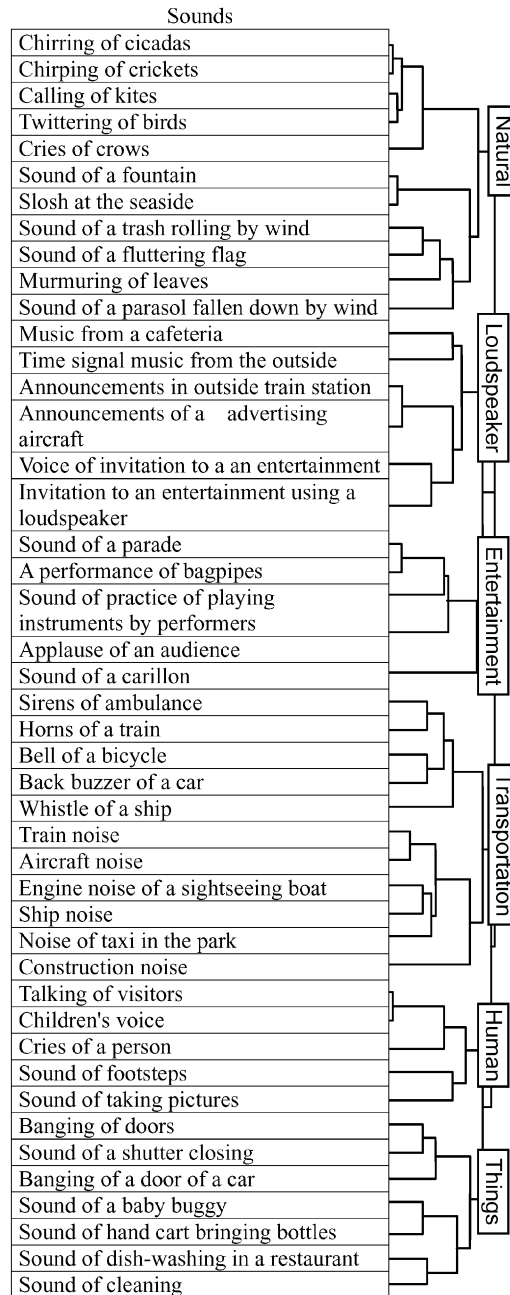 Sounds
Chirring of cicadas
Chirping of crickets
Calling of kites
Twittering of birds
Cries of crows
Sound of a fountain
Slosh at the seaside
Sound of a trash rolling by wind
Sound of a fluttering flag
Murmuring of leaves
Sound of a parasol fallen down by wind
Music from a cafeteria
Time signal music from the outside
Announcements in outside train station
Announcements of a advertising
aircraft
Voice of invitation to a an entertainment
Invitation to an entertainment using a
loudspeaker
Sound of a parade
A performance of bagpipes
Sound of practice of playing
instruments by performers
Applause of an audience
Sound of a carillon
Sirens of ambulance
Horns of a train
Bell of a bicycle
Back buzzer of a car
Whistle of a ship
Train noise
Aircraft noise
Engine noise of a sightseeing boat
Ship noise
Noise of taxi in the park
Construction noise
Talking of visitors
Children's voice
Cries of a person
Sound of footsteps
Sound of taking pictures
Banging of doors
Sound of a shutter closing
Banging of a door of a car
Sound of a baby buggy
Sound of hand cart bringing bottles
Sound of dish-washing in a restaurant
Sound of cleaning
Natural
Loudspeaker
Entertainment
Transportation
Human
Things